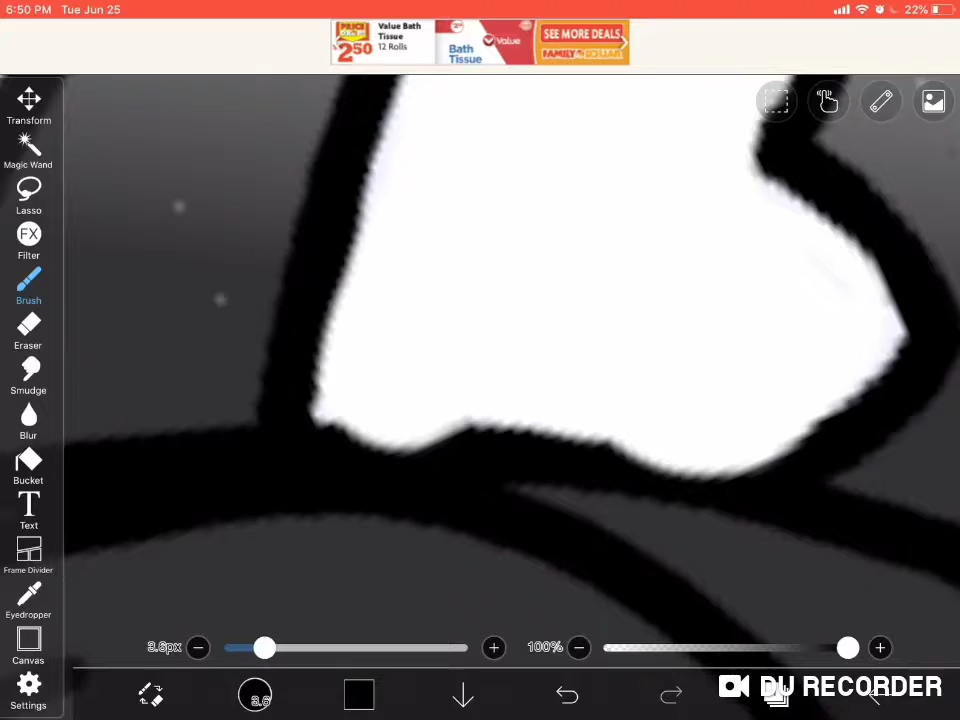 6:50 PM Tue Jun 25
22%
PRICE
2.50
Value Bath
Tissue
12 Rolls
Bath
Tissue
Value
SEE MORE DEALS
FAMILY DOLLAR
Transform
Magic Wand
Lasso
FX
Filter
Brush
Eraser
Smudge
Blur
Bucket
T
Text
Frame Divider
Eyedropper
Canvas
Settings
3.6px
100%
3.6
DU RECORDER